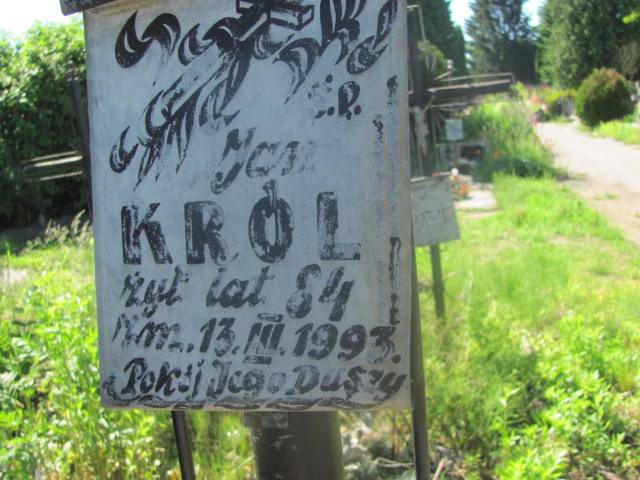 Ś.P.
Jan
KRÓL
żył lat 84
Zm. 13.III.1993.
Pokój Jego Duszy